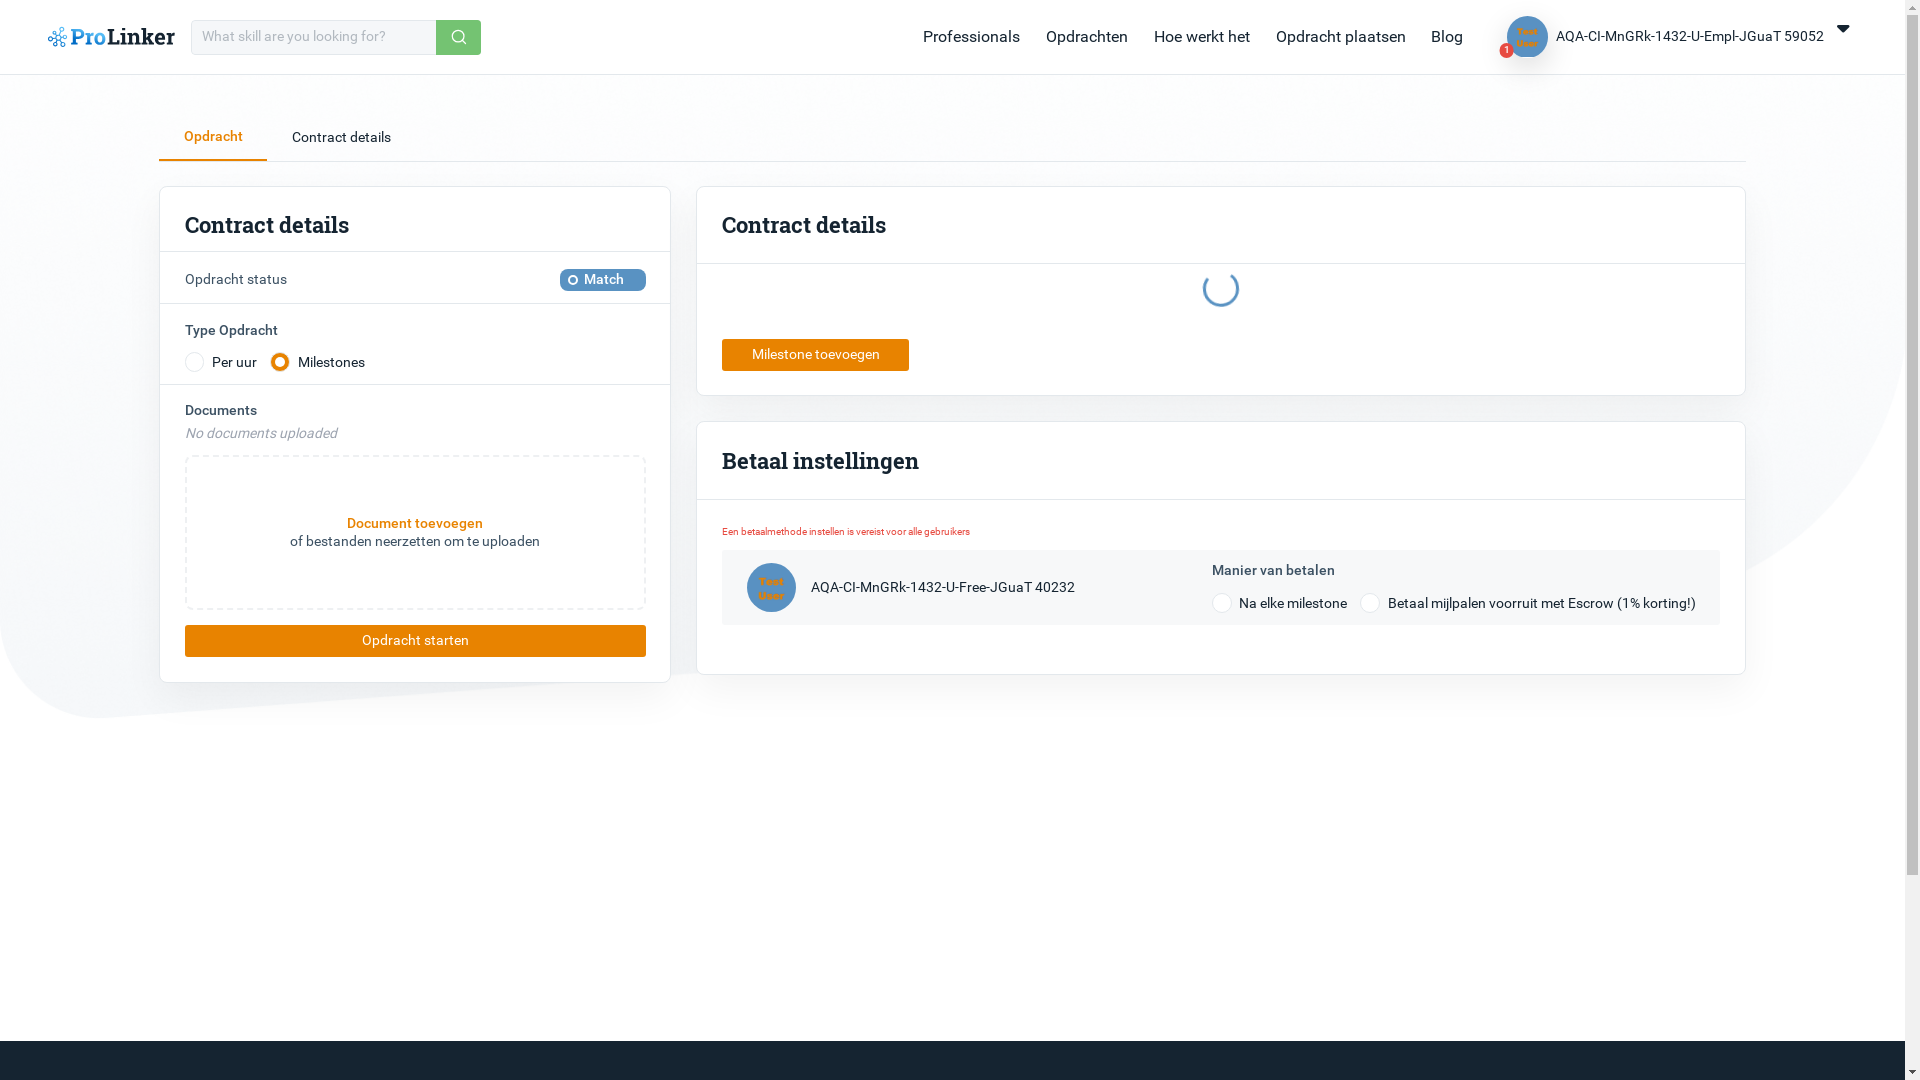 ProLinker
What skill are you looking for?
Professionals
Opdrachten
Hoe werkt het
Opdracht plaatsen
Blog
Test
User
1
AQA-CI-MnGRk-1432-U-Empl-JGuaT 59052
Opdracht
Contract details
Contract details
Opdracht status
Match
Type Opdracht
Per uur
Milestones
Documents
No documents uploaded
Document toevoegen
of bestanden neerzetten om te uploaden
Opdracht starten
Contract details
Milestone toevoegen
Betaal instellingen
Een betaalmethode instellen is vereist voor alle gebruikers
Test
User
AQA-CI-MnGRk-1432-U-Free-JGuaT 40232
Manier van betalen
Na elke milestone
Betaal mijlpalen voorruit met Escrow (1% korting!)